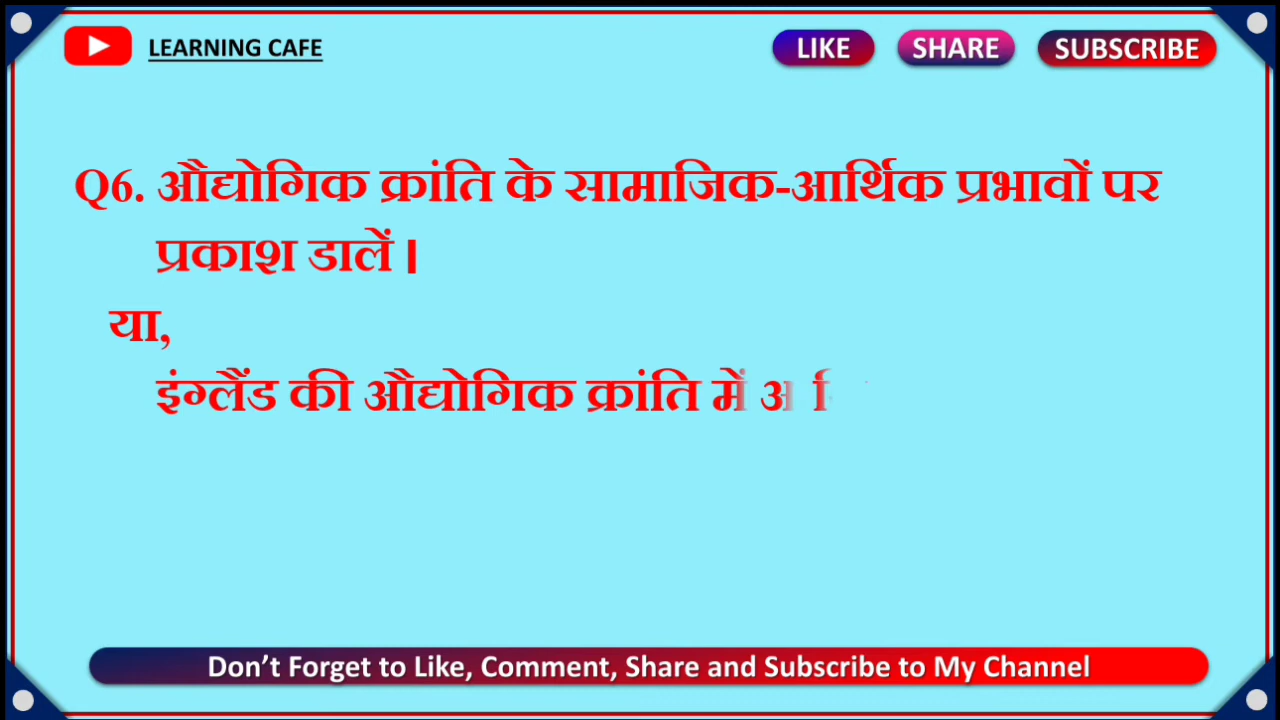 LEARNING CAFE
LIKE
SHARE
SUBSCRIBE
Q6. औद्योगिक क्रांति के सामाजिक-आर्थिक प्रभावों पर
प्रकाश डालें ।
या,
इंग्लैंड की औद्योगिक क्रांति में
Don't Forget to Like, Comment, Share and Subscribe to My Channel